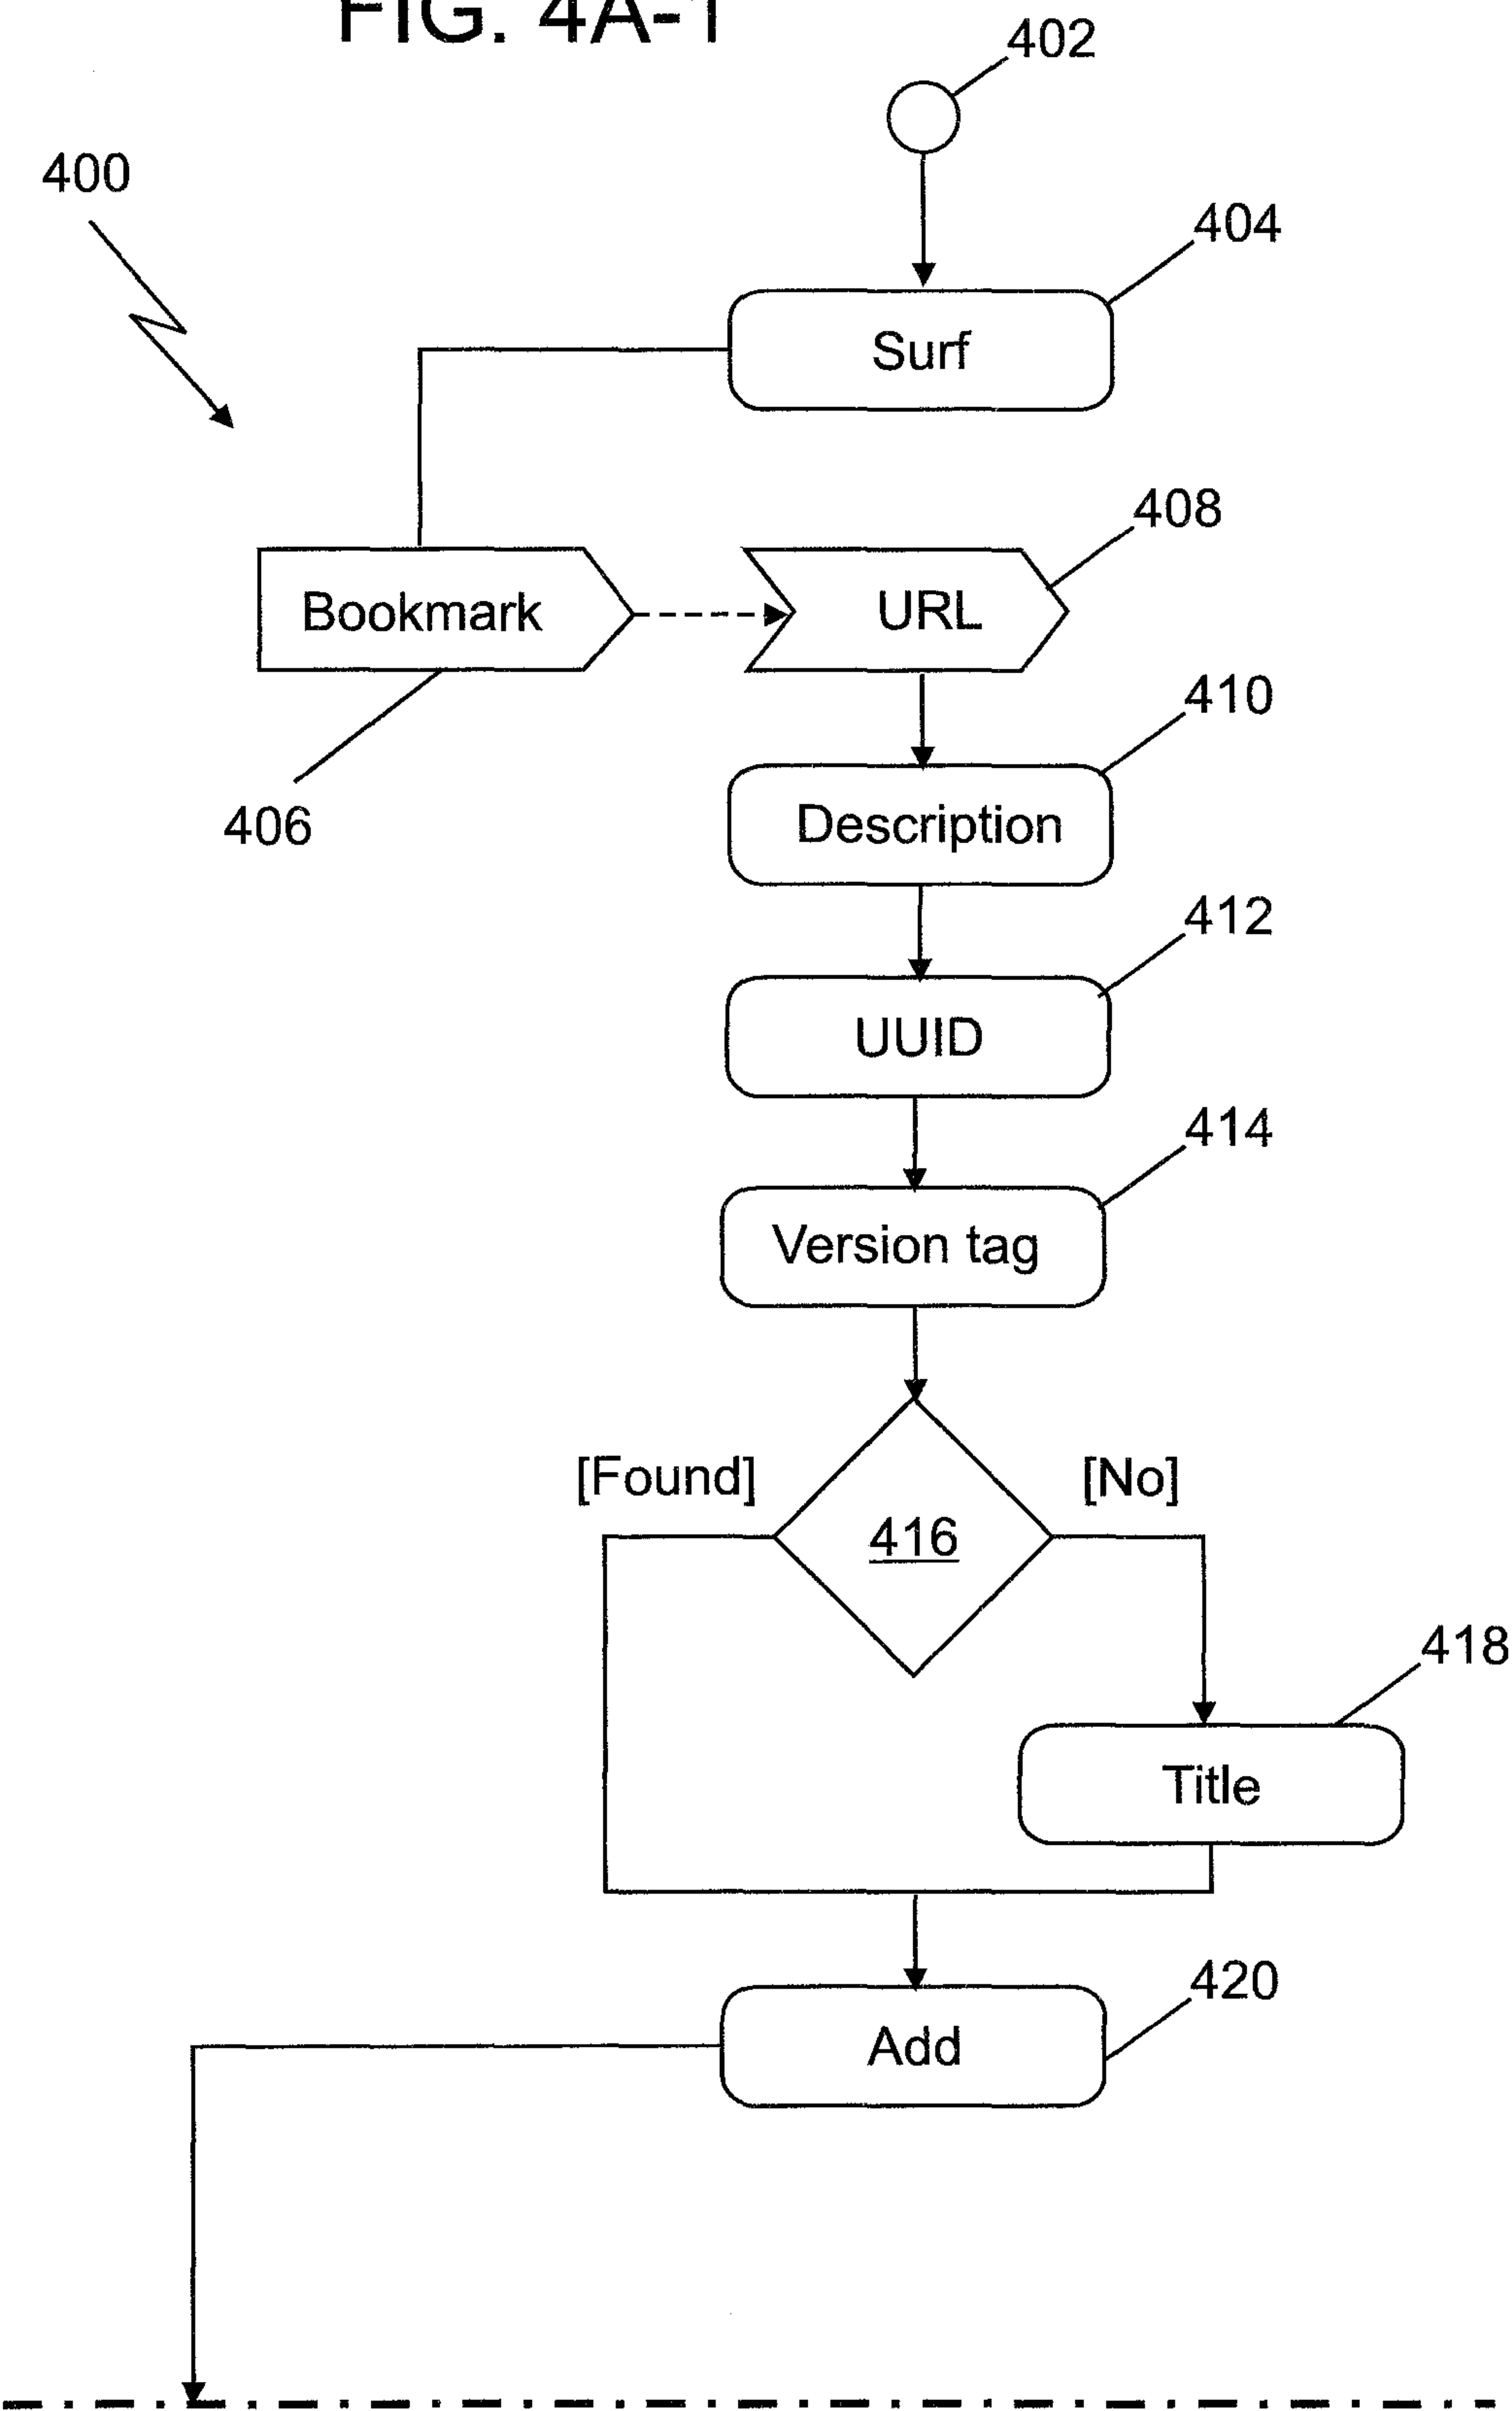 FIG. 4A-1
402
400
404
Surf
408
Bookmark
URL
410
Description
406
412
UUID
414
Version tag
[Found]
[No]
416
418
Title
420
Add